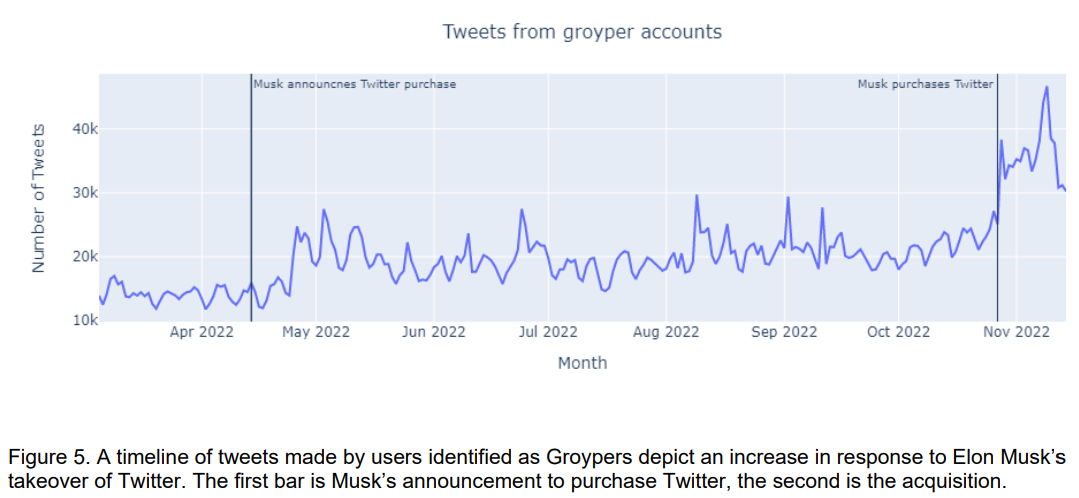 Tweets from groyper accounts
Musk announcnes Twitter purchase
Musk purchases Twitter
Number of Tweets
40k
30k
20k
10k
Apr 2022
May 2022
Jun 2022
Jul 2022
Aug 2022
Sep 2022
Oct 2022
Nov 2022
Month
Figure 5. A timeline of tweets made by users identified as Groypers depict an increase in response to Elon Musk’s
takeover of Twitter. The first bar is Musk’s announcement to purchase Twitter, the second is the acquisition.